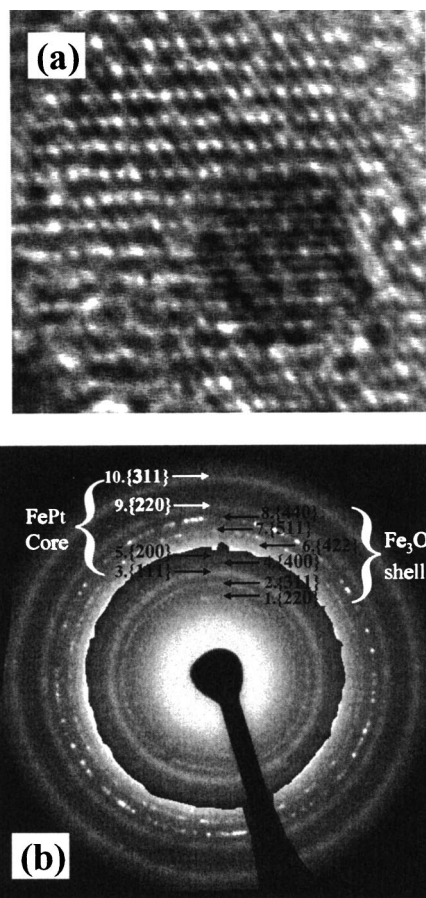 (a)
10.{311}
9.{220}
FePt
Core
8.{440}
7.{511}
6.{422}
5.{200}
4.{400}
3.{111}
2.{311}
1.{220}
Fe₃O
shell
(b)